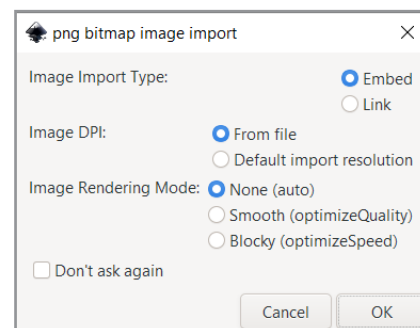 png bitmap image import
Image Import Type:
Embed
Link
Image DPI:
From file
Default import resolution
Image Rendering Mode:
None (auto)
Smooth (optimizeQuality)
Blocky (optimizeSpeed)
Don't ask again
Cancel
OK